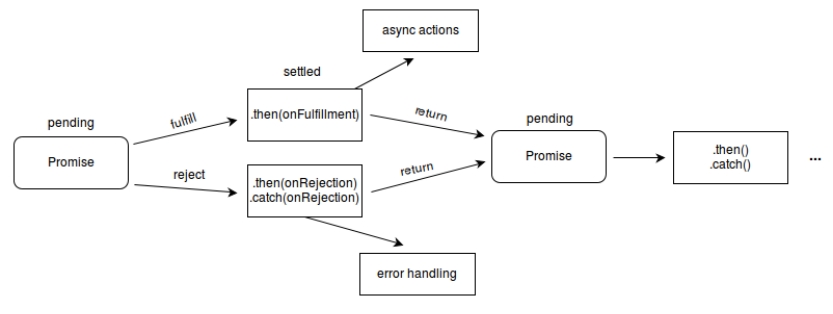 async actions
settled
pending
fulfill
.then(onFulfillment)
return
pending
Promise
reject
.then(onRejection)
.catch(onRejection)
return
Promise
.then()
.catch()
...
error handling